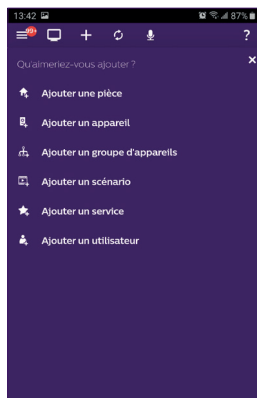 13:42 87%
99+ ?
Qu'aimeriez-vous ajouter ? ×
Ajouter une pièce
Ajouter un appareil
Ajouter un groupe d'appareils
Ajouter un scénario
Ajouter un service
Ajouter un utilisateur